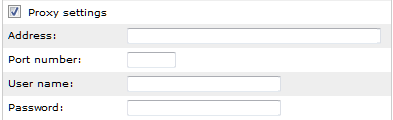 Proxy settings
Address:
Port number:
User name:
Password: